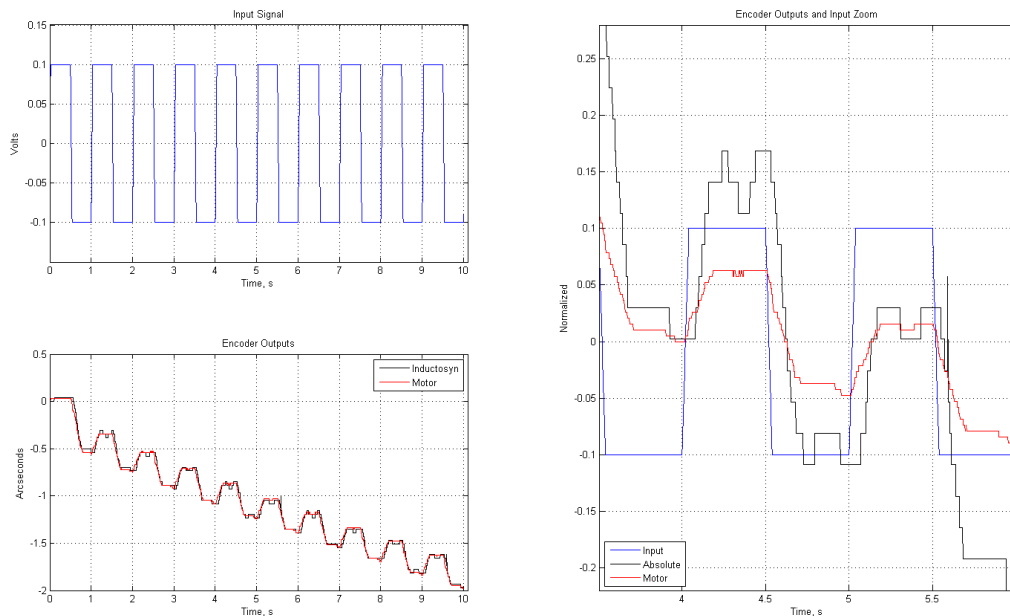 Input Signal
0.15
0.1
0.05
0
-0.05
-0.1
Volts
0 1 2 3 4 5 6 7 8 9 10
Time, s
Encoder Outputs
0.5
0
-0.5
-1
-1.5
-2
Arcseconds
Inductosyn
Motor
0 1 2 3 4 5 6 7 8 9 10
Time, s
Encoder Outputs and Input Zoom
0.25
0.2
0.15
0.1
0.05
0
-0.05
-0.1
-0.15
-0.2
Normalized
Input
Absolute
Motor
4 4.5 5 5.5
Time, s